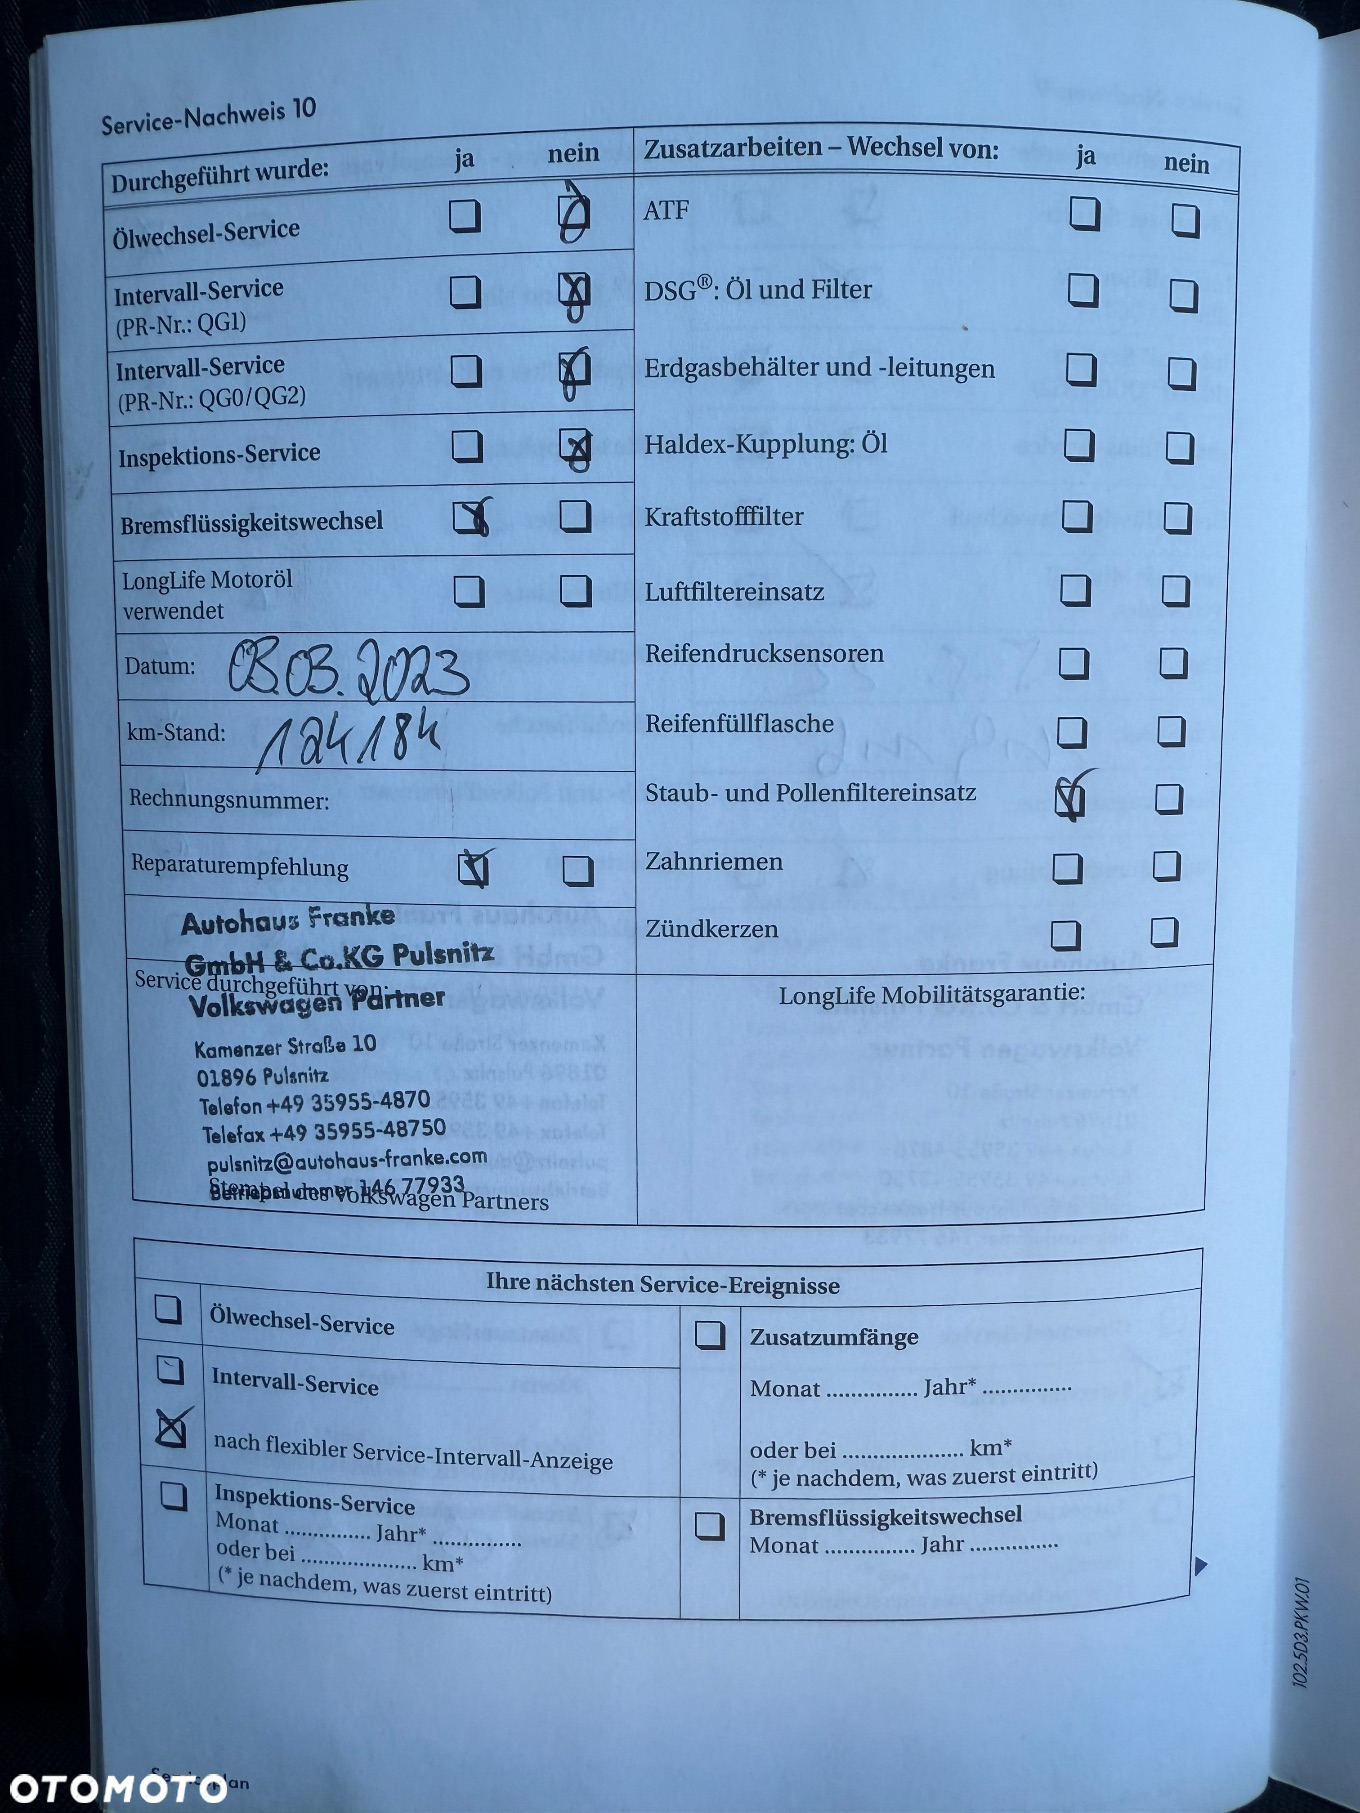 Service-Nachweis 10
Durchgeführt wurde: ja nein
Ölwechsel-Service
Intervall-Service
(PR-Nr.: QG1)
Intervall-Service
(PR-Nr.: QG0/QG2)
Inspektions-Service
Bremsflüssigkeitswechsel
LongLife Motoröl
verwendet
Datum: 03.03.2023
km-Stand: 124184
Rechnungsnummer:
Reparaturempfehlung
Autohaus Franke
GmbH & Co.KG Pulsnitz
Service durchgeführt von:
Volkswagen Partner
Kamenzer Straße 10
01896 Pulsnitz
Telefon +49 35955-4870
Telefax +49 35955-48750
pulsnitz@autohaus-franke.com
Betriebsnummer 146 77933
Stempel des Volkswagen Partners
Zusatzarbeiten – Wechsel von: ja nein
ATF
DSG®: Öl und Filter
Erdgasbehälter und -leitungen
Haldex-Kupplung: Öl
Kraftstofffilter
Luftfiltereinsatz
Reifendrucksensoren
Reifenfüllflasche
Staub- und Pollenfiltereinsatz
Zahnriemen
Zündkerzen
LongLife Mobilitätsgarantie:
Ihre nächsten Service-Ereignisse
Ölwechsel-Service
Intervall-Service
nach flexibler Service-Intervall-Anzeige
Inspektions-Service
Monat ............... Jahr* ...............
oder bei .................... km*
(* je nachdem, was zuerst eintritt)
Zusatzumfänge
Monat ............... Jahr* ...............
oder bei .................... km*
(* je nachdem, was zuerst eintritt)
Bremsflüssigkeitswechsel
Monat ............... Jahr ...............
102.5D3.PKW.01
Serviceplan
OTOMOTO